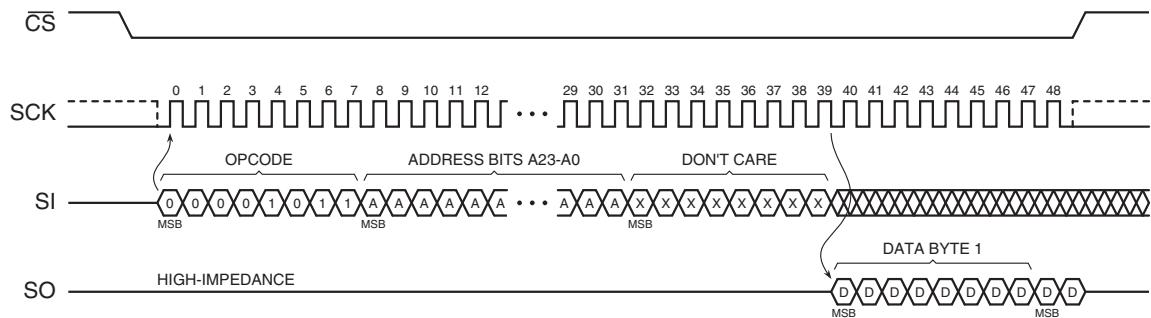 CS
0 1 2 3 4 5 6 7 8 9 10 11 12 29 30 31 32 33 34 35 36 37 38 39 40 41 42 43 44 45 46 47 48
SCK
OPCODE ADDRESS BITS A23-A0 DON'T CARE
SI 0 0 0 0 1 0 1 1 A A A A A A A A A X X X X X X X X
MSB MSB MSB
DATA BYTE 1
HIGH-IMPEDANCE
SO D D D D D D D D D D
MSB MSB